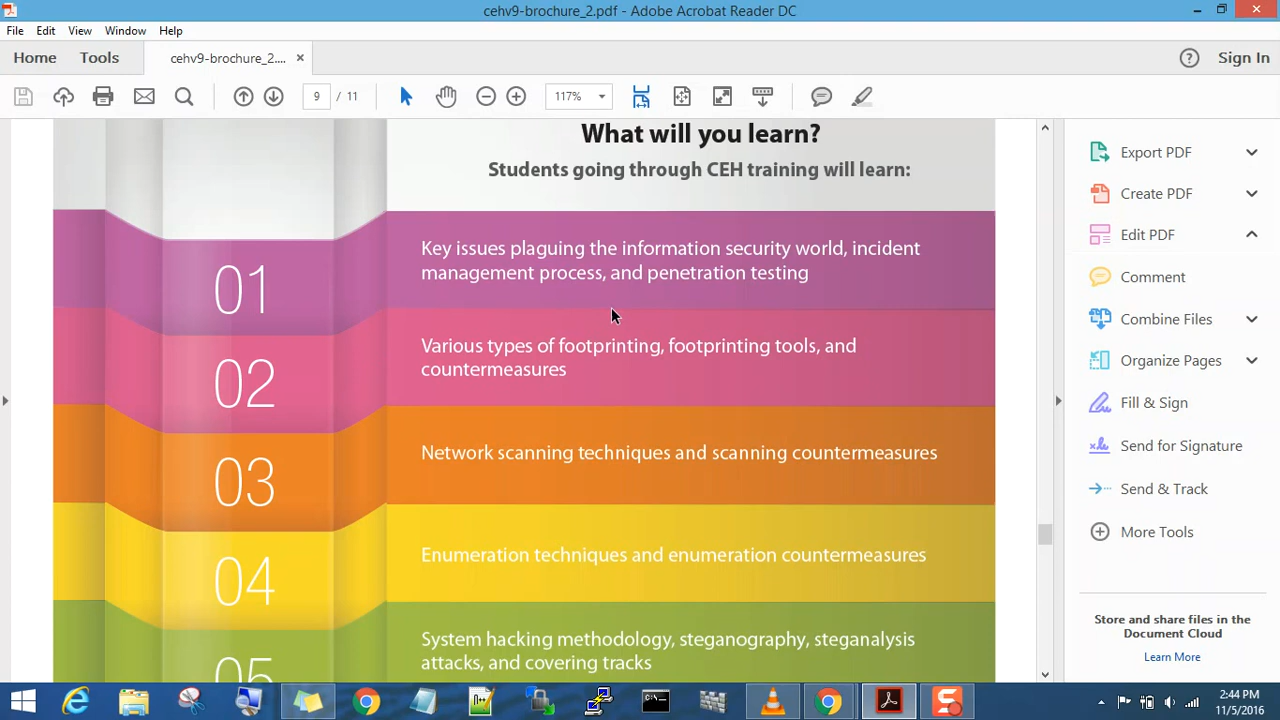 cehv9-brochure_2.pdf - Adobe Acrobat Reader DC
File Edit View Window Help
Home Tools cehv9-brochure_2.... × Sign In
9 / 11 117%
What will you learn?
Students going through CEH training will learn:
01
Key issues plaguing the information security world, incident
management process, and penetration testing
02
Various types of footprinting, footprinting tools, and
countermeasures
03
Network scanning techniques and scanning countermeasures
04
Enumeration techniques and enumeration countermeasures
05
System hacking methodology, steganography, steganalysis
attacks, and covering tracks
Export PDF
Create PDF
Edit PDF
Comment
Combine Files
Organize Pages
Fill & Sign
Send for Signature
Send & Track
More Tools
Store and share files in the
Document Cloud
Learn More
2:44 PM
11/5/2016